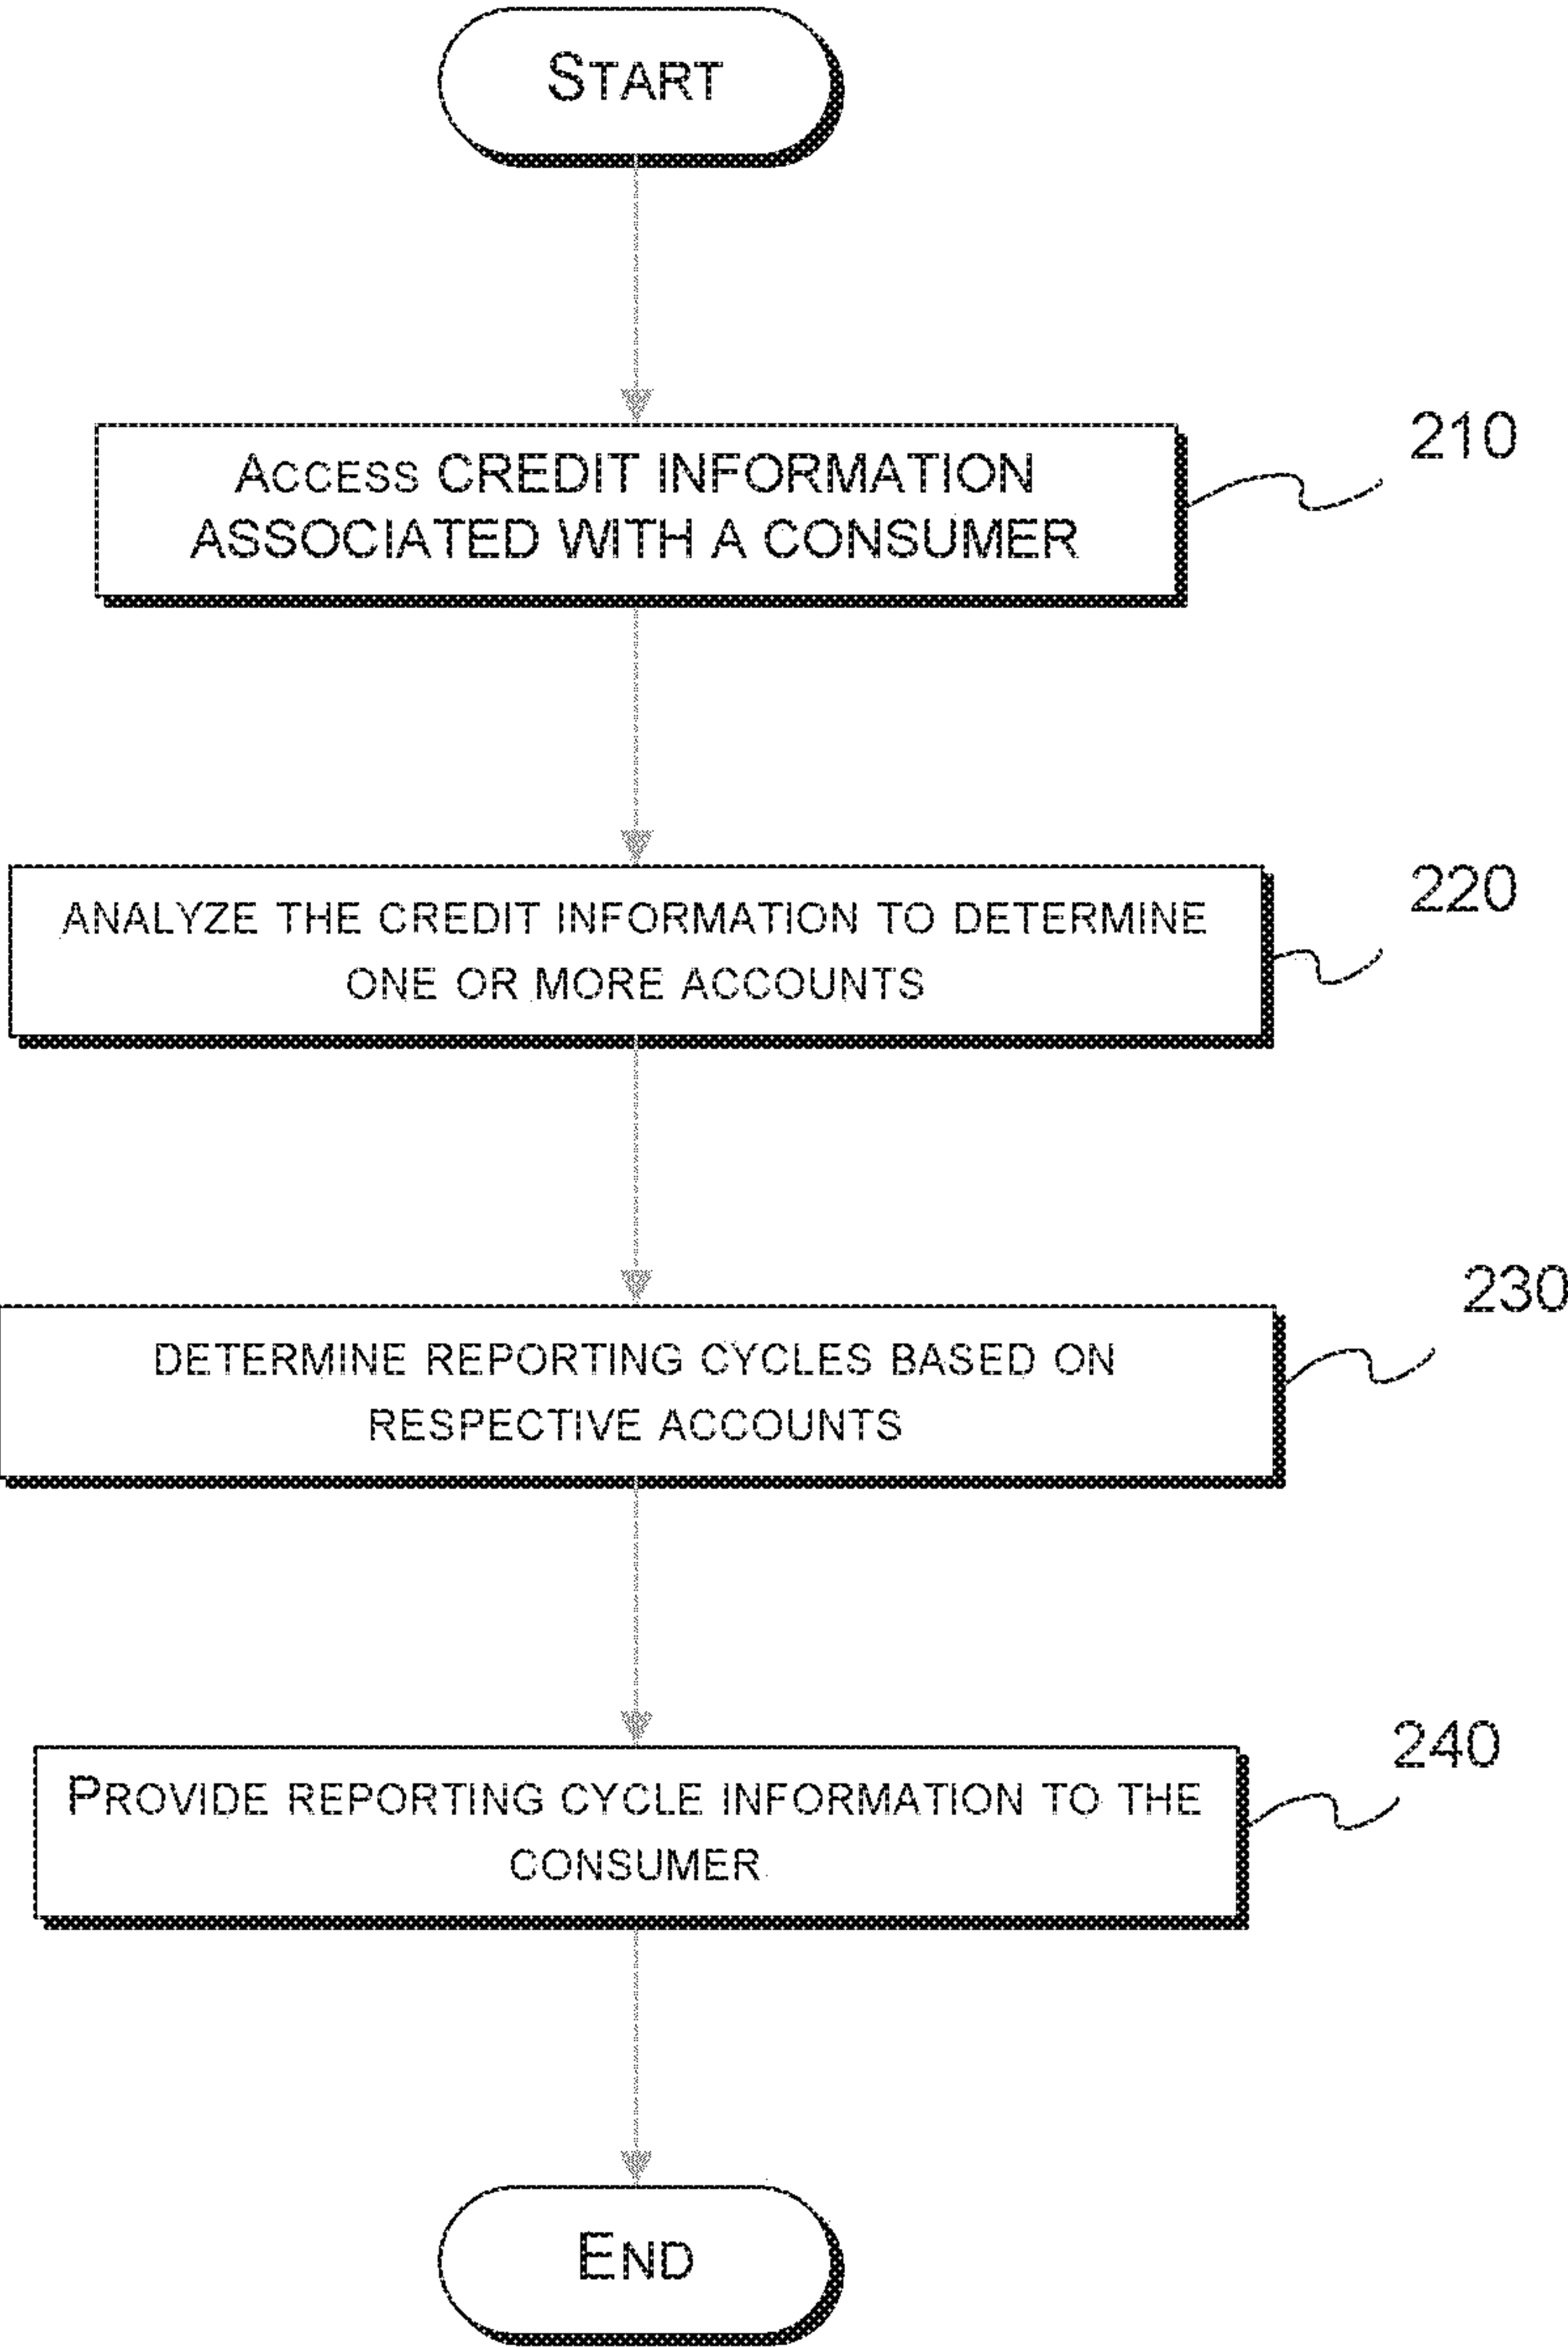 START
ACCESS CREDIT INFORMATION
ASSOCIATED WITH A CONSUMER
210
ANALYZE THE CREDIT INFORMATION TO DETERMINE
ONE OR MORE ACCOUNTS
220
DETERMINE REPORTING CYCLES BASED ON
RESPECTIVE ACCOUNTS
230
PROVIDE REPORTING CYCLE INFORMATION TO THE
CONSUMER
240
END